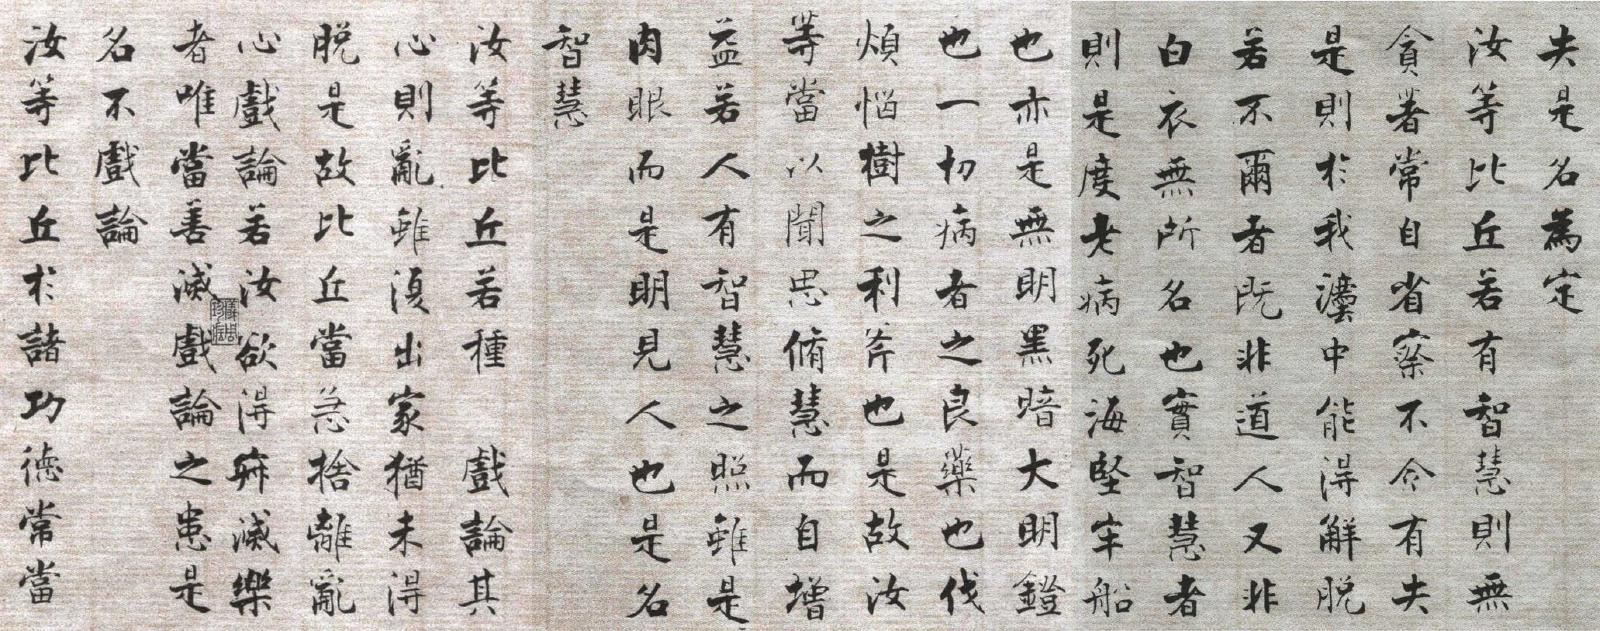 失是名為定
汝等比丘若有智慧則無
貪著常自省察不令有失
是則於我灋中能得解脫
若不爾者既非道人又非
白衣無所名也實智慧者
則是度老病死海堅牢船
也亦是無明黑暗大明鐙
也一切病者之良藥也伐
煩惱樹之利斧也是故汝
等當以聞思脩慧而自增
益若人有智慧之照雖是
肉眼而是明見人也是名
智慧
汝等比丘若種 戲論其
心則亂雖復出家猶未得
脫是故比丘當急捨離亂
心戲論若汝欲得寂滅樂
者唯當善滅戲論之患是
名不戲論
汝等比丘於諸功德常當